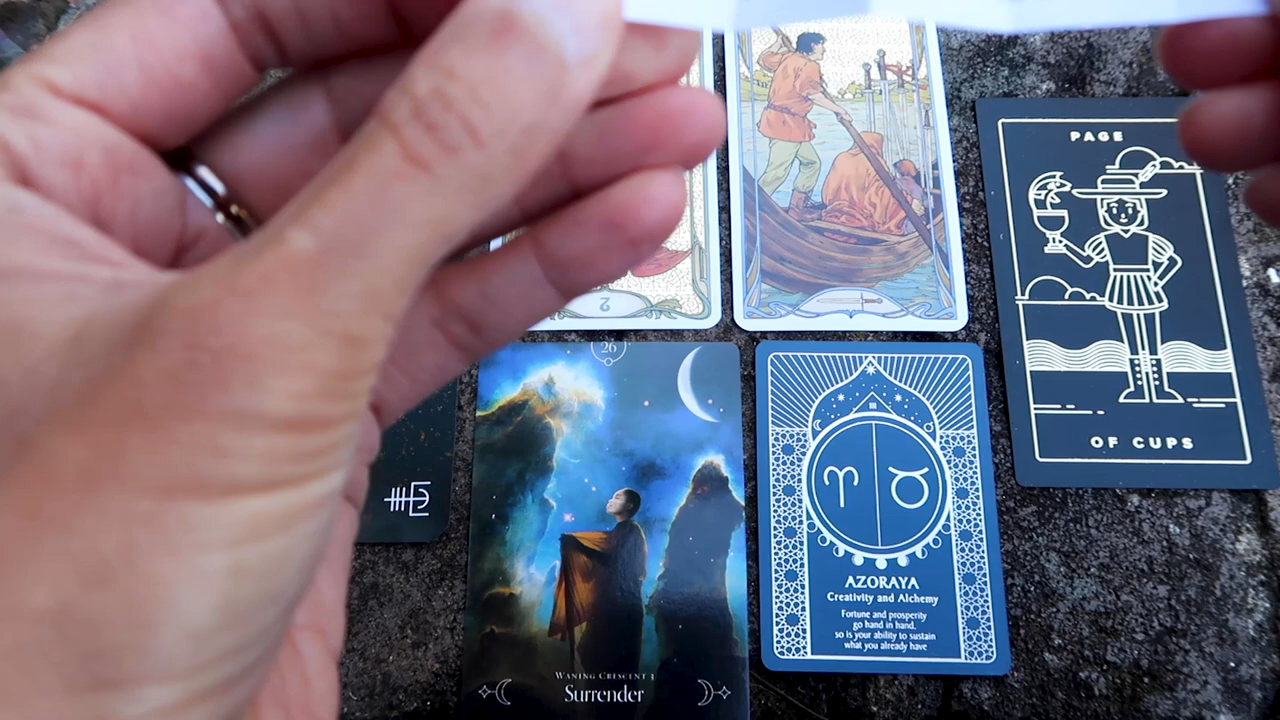 2
PAGE
OF CUPS
26
WANING CRESCENT 3
Surrender
AZORAYA
Creativity and Alchemy
Fortune and prosperity
go hand in hand,
so is your ability to sustain
what you already have